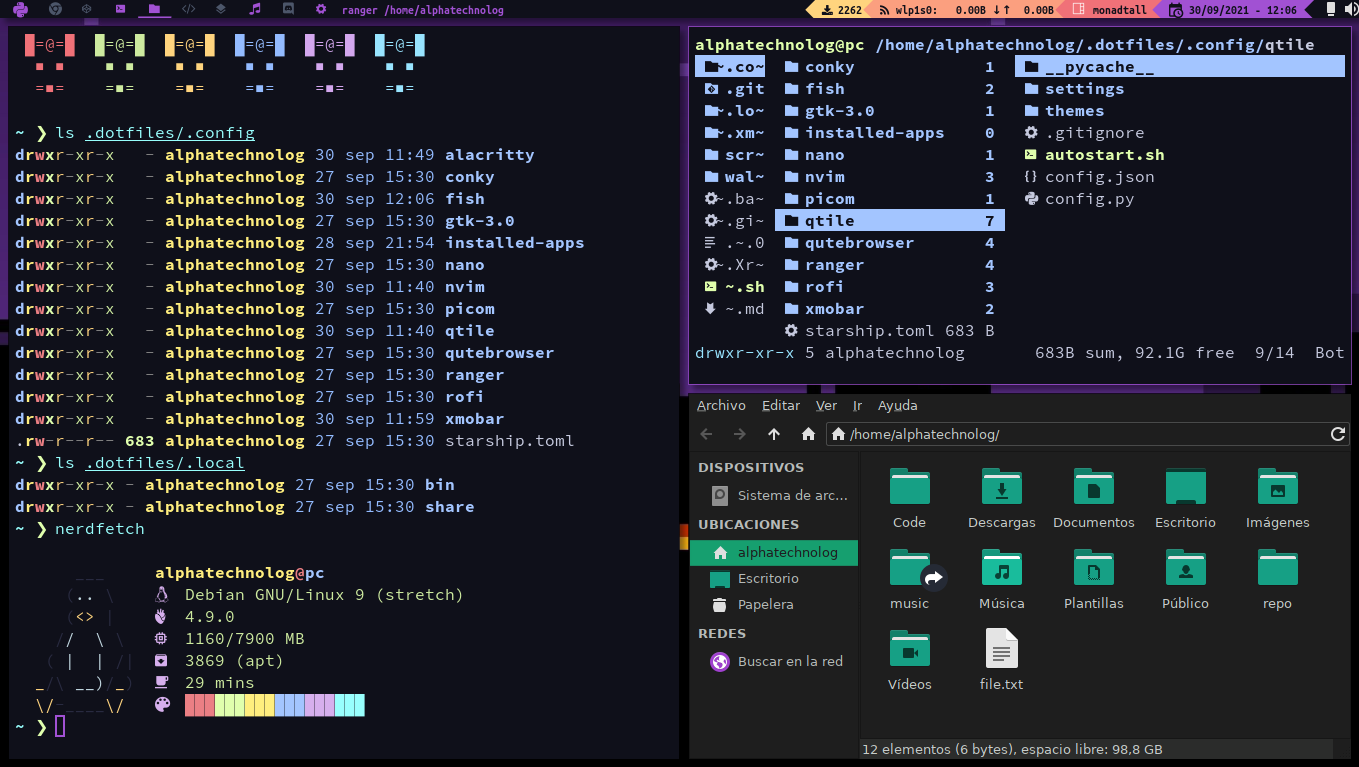 ranger /home/alphatechnolog
2262
wlp1s0: 0.00B ↓↑ 0.00B
monadtall
30/09/2021 - 12:06
~ ❯ ls .dotfiles/.config
drwxr-xr-x - alphatechnolog 30 sep 11:49 alacritty
drwxr-xr-x - alphatechnolog 27 sep 15:30 conky
drwxr-xr-x - alphatechnolog 30 sep 12:06 fish
drwxr-xr-x - alphatechnolog 27 sep 15:30 gtk-3.0
drwxr-xr-x - alphatechnolog 28 sep 21:54 installed-apps
drwxr-xr-x - alphatechnolog 27 sep 15:30 nano
drwxr-xr-x - alphatechnolog 30 sep 11:40 nvim
drwxr-xr-x - alphatechnolog 27 sep 15:30 picom
drwxr-xr-x - alphatechnolog 30 sep 11:40 qtile
drwxr-xr-x - alphatechnolog 27 sep 15:30 qutebrowser
drwxr-xr-x - alphatechnolog 27 sep 15:30 ranger
drwxr-xr-x - alphatechnolog 27 sep 15:30 rofi
drwxr-xr-x - alphatechnolog 30 sep 11:59 xmobar
.rw-r--r-- 683 alphatechnolog 27 sep 15:30 starship.toml
~ ❯ ls .dotfiles/.local
drwxr-xr-x - alphatechnolog 27 sep 15:30 bin
drwxr-xr-x - alphatechnolog 27 sep 15:30 share
~ ❯ nerdfetch
alphatechnolog@pc
Debian GNU/Linux 9 (stretch)
4.9.0
1160/7900 MB
3869 (apt)
29 mins
~ ❯
alphatechnolog@pc /home/alphatechnolog/.dotfiles/.config/qtile
~.co~ conky 1 __pycache__
.git fish 2 settings
~.lo~ gtk-3.0 1 themes
~.xm~ installed-apps 0 .gitignore
scr~ nano 1 autostart.sh
wal~ nvim 3 {} config.json
~.ba~ picom 1 config.py
~.gi~ qtile 7
.~.0 qutebrowser 4
~.Xr~ ranger 4
~.sh rofi 3
~.md xmobar 2
starship.toml 683 B
drwxr-xr-x 5 alphatechnolog 683B sum, 92.1G free 9/14 Bot
Archivo Editar Ver Ir Ayuda
/home/alphatechnolog/
DISPOSITIVOS
Sistema de arc...
UBICACIONES
alphatechnolog
Escritorio
Papelera
REDES
Buscar en la red
Code Descargas Documentos Escritorio Imágenes
music Música Plantillas Público repo
Vídeos file.txt
12 elementos (6 bytes), espacio libre: 98,8 GB